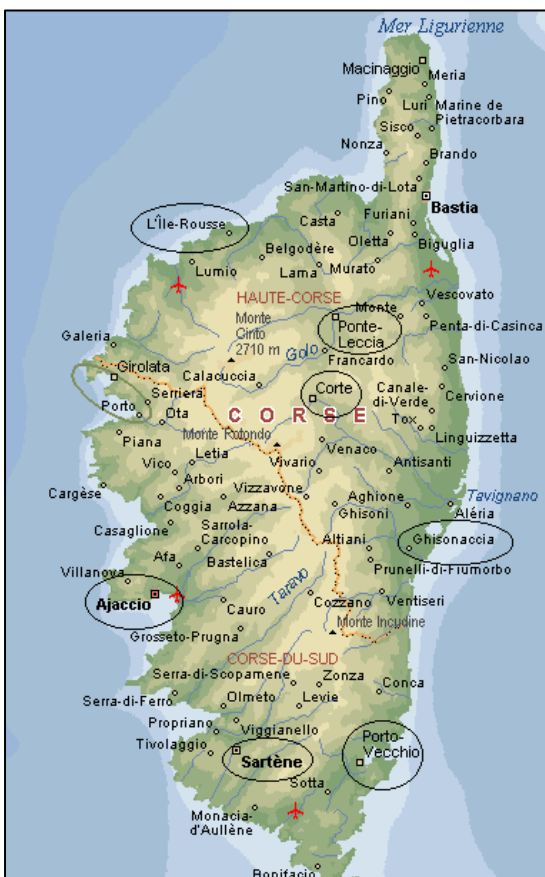 Mer Ligurienne
Macinaggio
Meria
Pino
Luri
Marine de
Pietracorbara
Sisco
Nonza
Brando
San-Martino-di-Lota
Bastia
L'Île-Rousse
Casta
Furiani
Oletta
Biguglia
Belgodère
Lumio
Lama
Murato
HAUTE-CORSE
Vescovato
Monte
Cinto
2710 m
Monte
Ponte-
Leccia
Penta-di-Casinca
Galeria
Golo
Francardo
Girolata
Calacuccia
San-Nicolao
Serriera
Corte
Canale-
di-Verde
Cervione
Porto
Ota
CORSE
Tox
Piana
Monte Rotondo
Linguizzetta
Letia
Venaco
Vico
Vivario
Antisanti
Arbori
Cargèse
Vizzavone
Tavignano
Coggia
Azzana
Aghione
Ghisoni
Aléria
Casaglione
Sarrola-
Carcopino
Altiani
Ghisonaccia
Afa
Bastelica
Prunelli-di-Fiumorbo
Villanova
Taravo
Ajaccio
Cauro
Cozzano
Ventiseri
Monte Incudine
Grosseto-Prugna
CORSE-DU-SUD
Serra-di-Scopamene
Zonza
Conca
Serra-di-Ferro
Olmeto
Levie
Propriano
Viggianello
Tivolaggio
Porto-
Vecchio
Sartène
Sotta
Monacia-
d'Aullène
Bonifacio